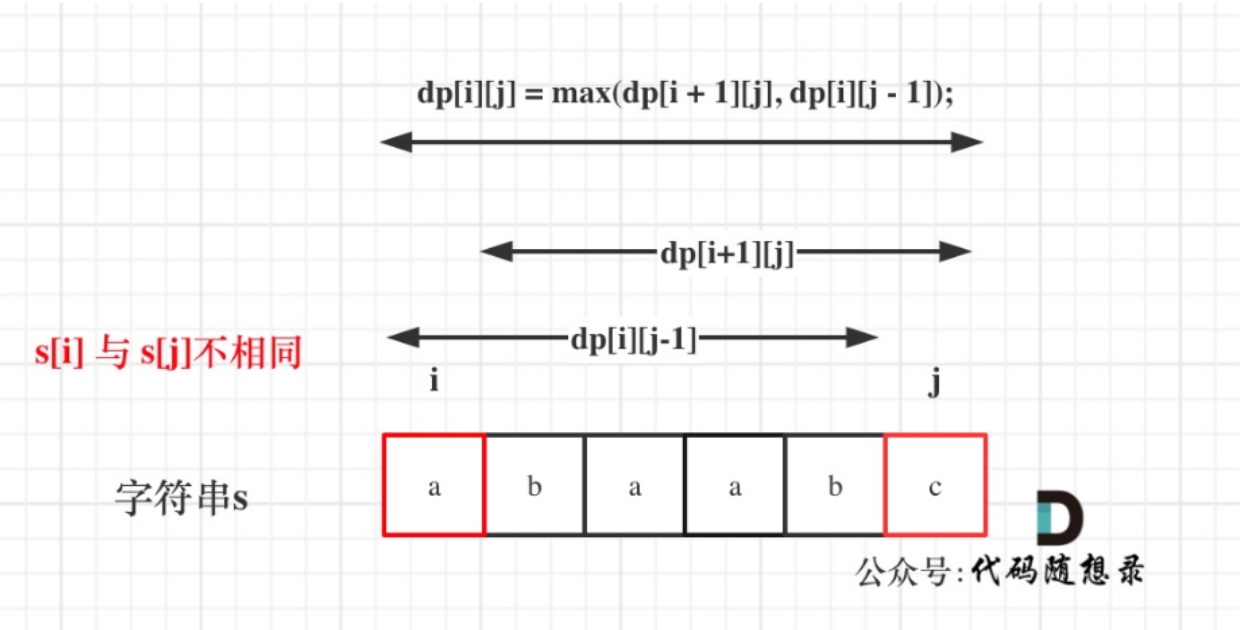 dp[i][j] = max(dp[i + 1][j], dp[i][j - 1]);
dp[i+1][j]
dp[i][j-1]
s[i] 与 s[j]不相同
i j
字符串s a b a a b c
公众号:代码随想录